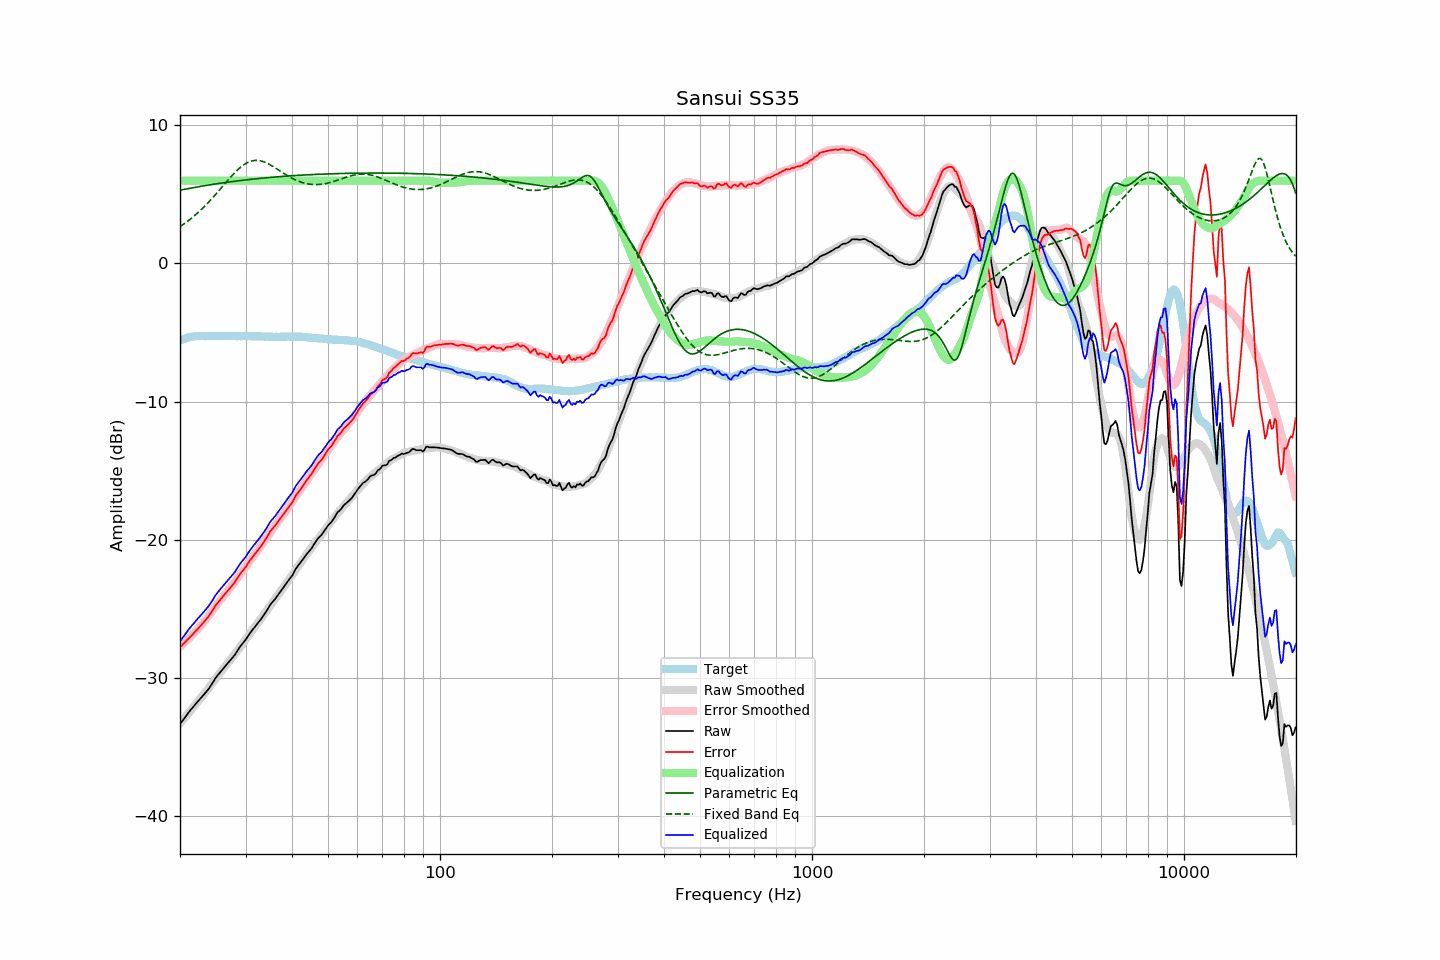 Sansui SS35
10
0
−10
−20
−30
−40
Amplitude (dBr)
Target
Raw Smoothed
Error Smoothed
Raw
Error
Equalization
Parametric Eq
Fixed Band Eq
Equalized
100
1000
10000
Frequency (Hz)